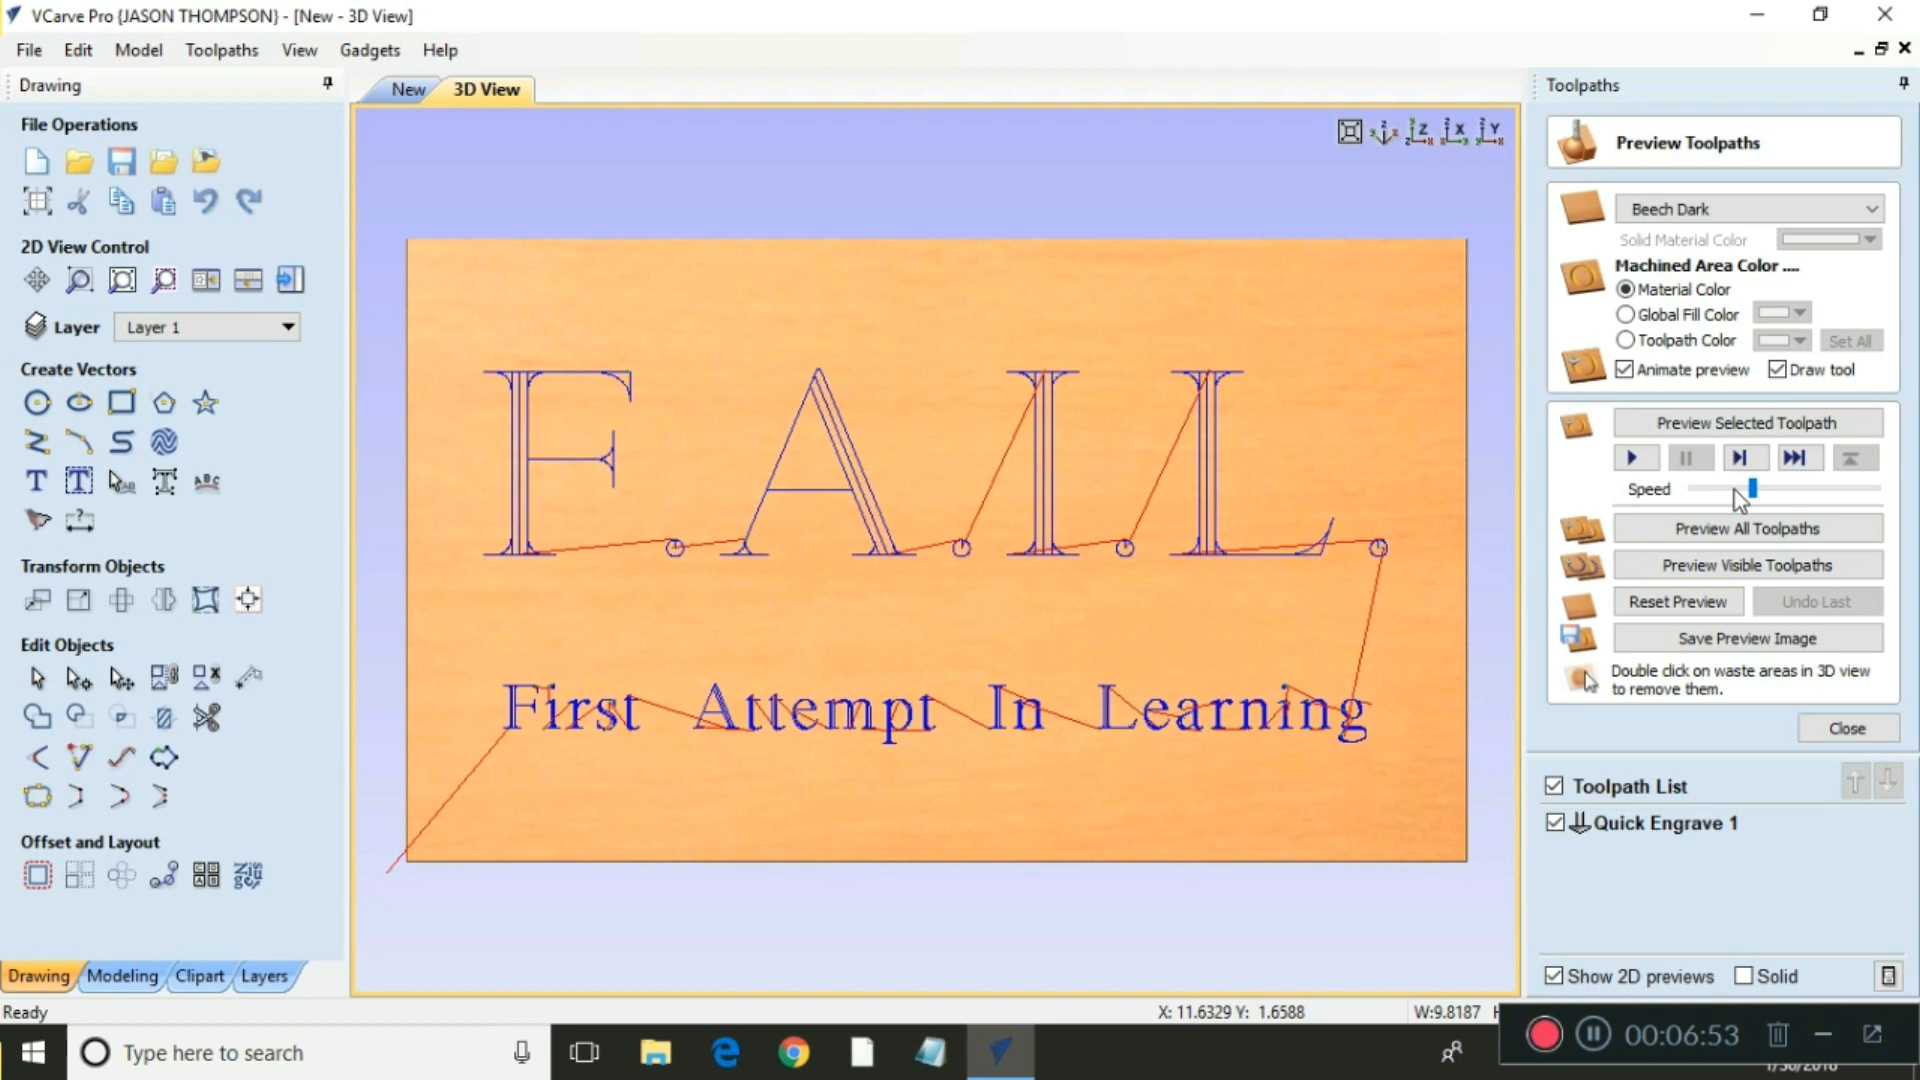 VCarve Pro {JASON THOMPSON} - [New - 3D View]
File Edit Model Toolpaths View Gadgets Help
Drawing
New 3D View
Toolpaths
File Operations
2D View Control
Layer Layer 1
Create Vectors
Transform Objects
Edit Objects
Offset and Layout
Drawing Modeling Clipart Layers
F.A.I.L.
First Attempt In Learning
Preview Toolpaths
Beech Dark
Solid Material Color
Machined Area Color ....
Material Color
Global Fill Color
Toolpath Color Set All
Animate preview Draw tool
Preview Selected Toolpath
Speed
Preview All Toolpaths
Preview Visible Toolpaths
Reset Preview Undo Last
Save Preview Image
Double click on waste areas in 3D view
to remove them.
Close
Toolpath List
Quick Engrave 1
Show 2D previews Solid
Ready
X: 11.6329 Y: 1.6588 W:9.8187
00:06:53
Type here to search